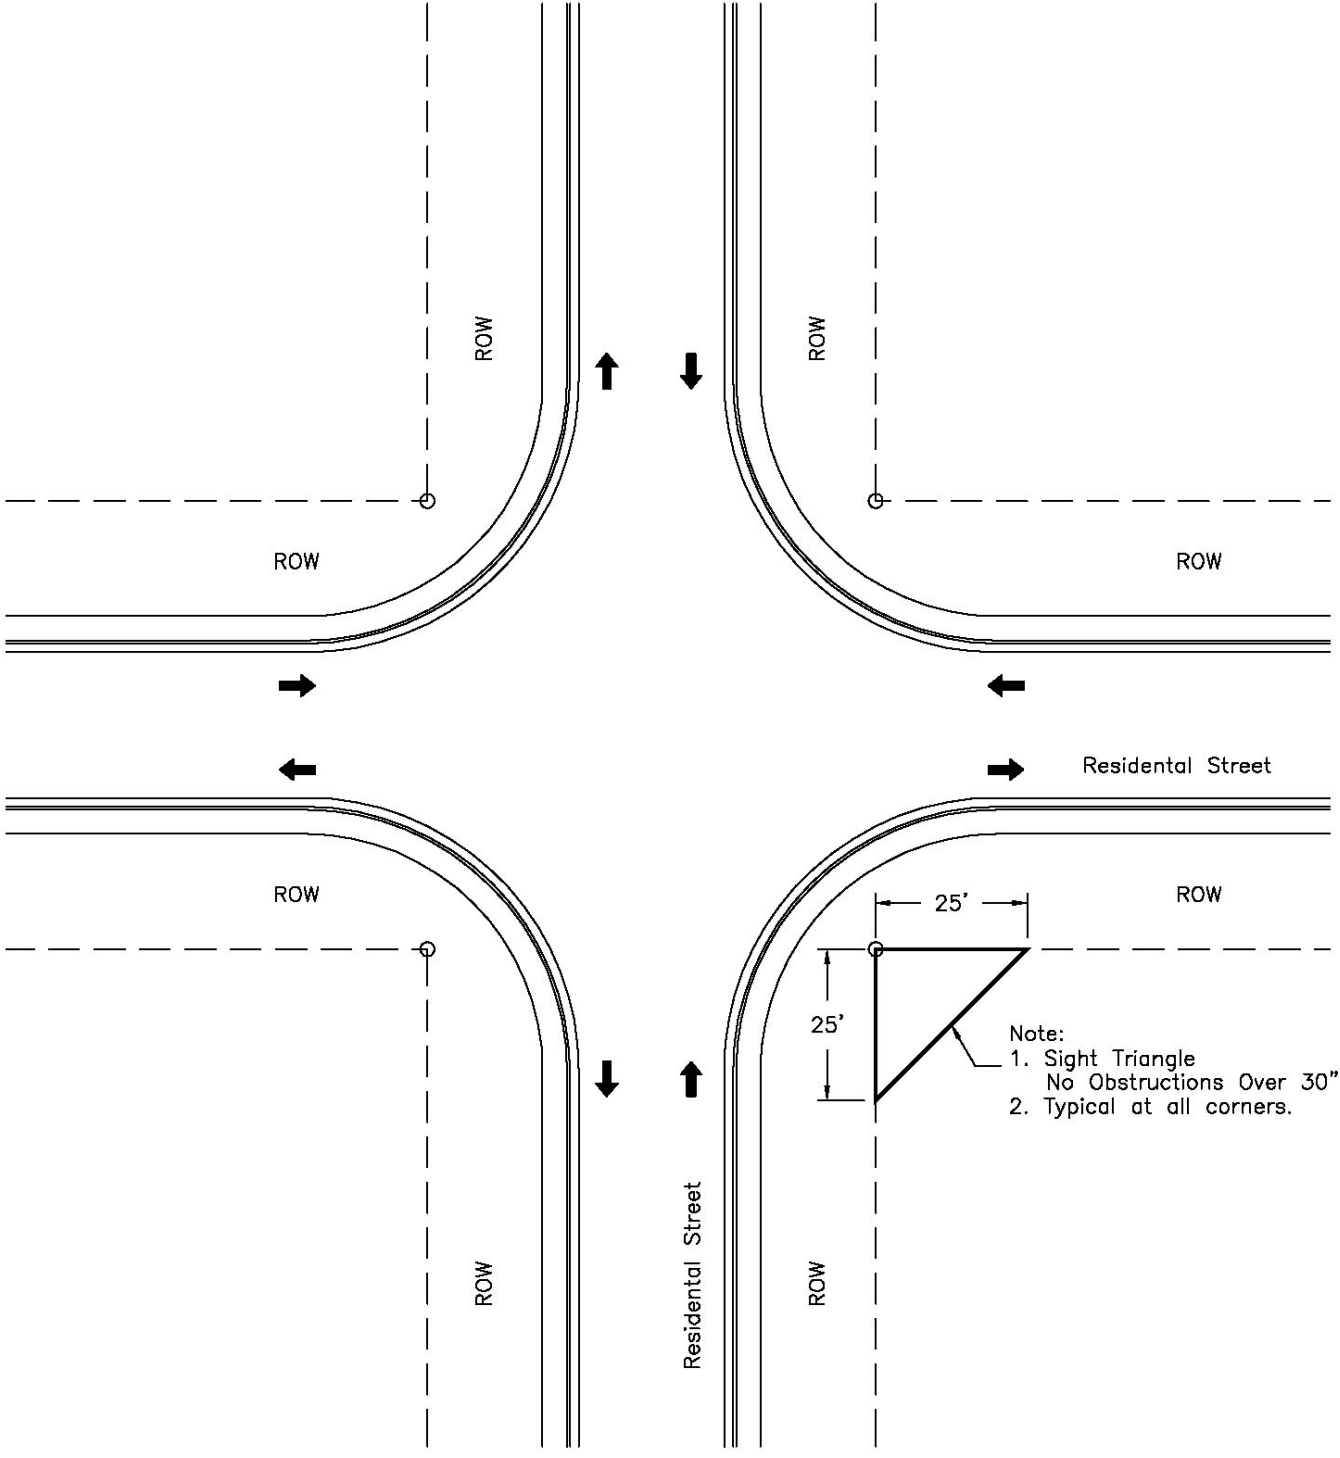 ROW
ROW
ROW
ROW
Residental Street
ROW
ROW
25'
25'
Note:
1. Sight Triangle
No Obstructions Over 30"
2. Typical at all corners.
Residental Street
ROW
ROW